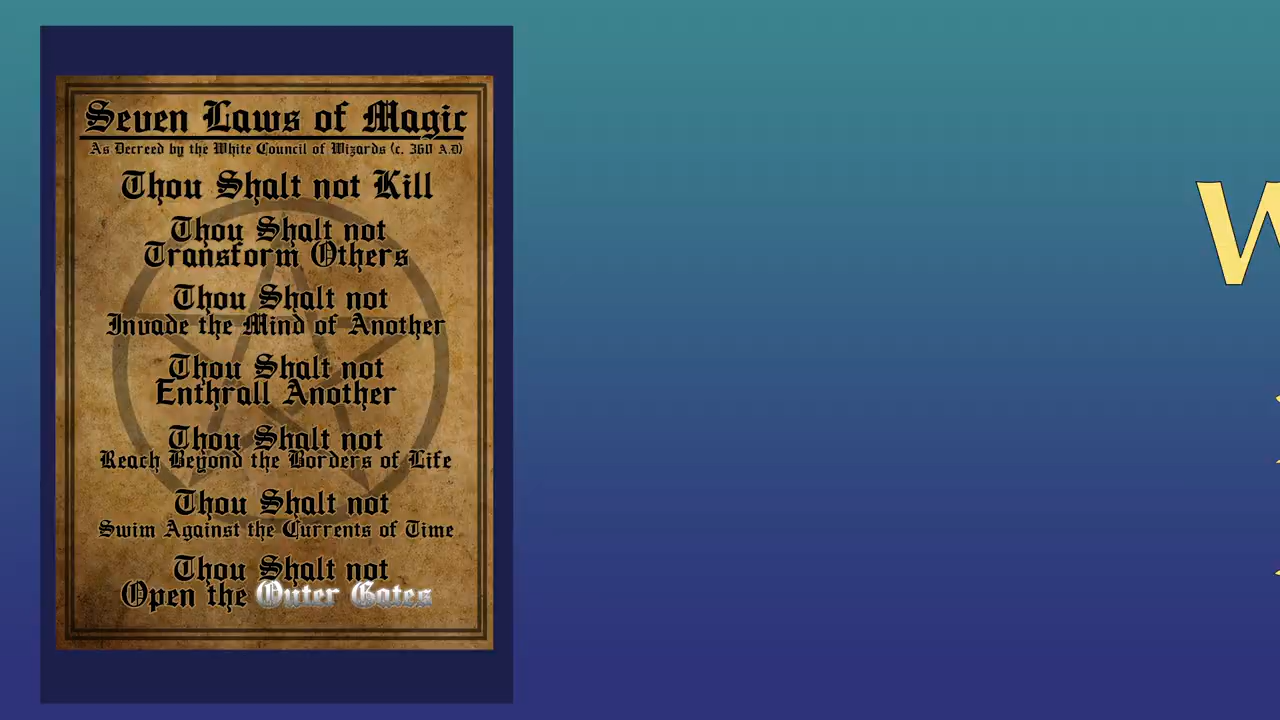 Seven Laws of Magic
As Decreed by the White Council of Wizards (c. 360 A.D)
Thou Shalt not Kill
Thou Shalt not
Transform Others
Thou Shalt not
Invade the Mind of Another
Thou Shalt not
Enthrall Another
Thou Shalt not
Reach Beyond the Borders of Life
Thou Shalt not
Swim Against the Currents of Time
Thou Shalt not
Open the Outer Gates